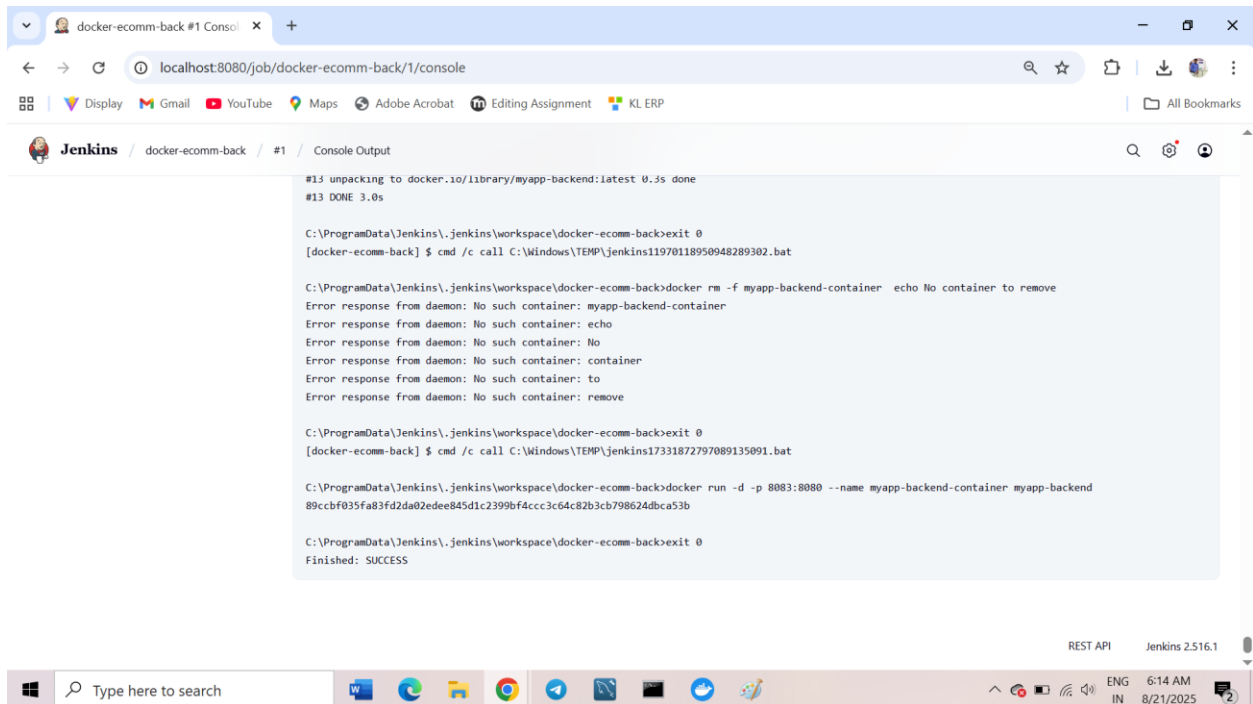 docker-ecomm-back #1 Consol
localhost:8080/job/docker-ecomm-back/1/console
Display Gmail YouTube Maps Adobe Acrobat Editing Assignment KL ERP All Bookmarks
Jenkins / docker-ecomm-back / #1 / Console Output
#13 unpacking to docker.io/library/myapp-backend:latest 0.3s done
#13 DONE 3.0s
C:\ProgramData\Jenkins\.jenkins\workspace\docker-ecomm-back>exit 0
[docker-ecomm-back] $ cmd /c call C:\Windows\TEMP\jenkins11970118950948289302.bat
C:\ProgramData\Jenkins\.jenkins\workspace\docker-ecomm-back>docker rm -f myapp-backend-container  echo No container to remove
Error response from daemon: No such container: myapp-backend-container
Error response from daemon: No such container: echo
Error response from daemon: No such container: No
Error response from daemon: No such container: container
Error response from daemon: No such container: to
Error response from daemon: No such container: remove
C:\ProgramData\Jenkins\.jenkins\workspace\docker-ecomm-back>exit 0
[docker-ecomm-back] $ cmd /c call C:\Windows\TEMP\jenkins17331872797089135091.bat
C:\ProgramData\Jenkins\.jenkins\workspace\docker-ecomm-back>docker run -d -p 8083:8080 --name myapp-backend-container myapp-backend
89ccbf035fa83fd2da02edee845d1c2399bf4ccc3c64c82b3cb798624dbca53b
C:\ProgramData\Jenkins\.jenkins\workspace\docker-ecomm-back>exit 0
Finished: SUCCESS
REST API Jenkins 2.516.1
Type here to search
ENG 6:14 AM
IN 8/21/2025 2